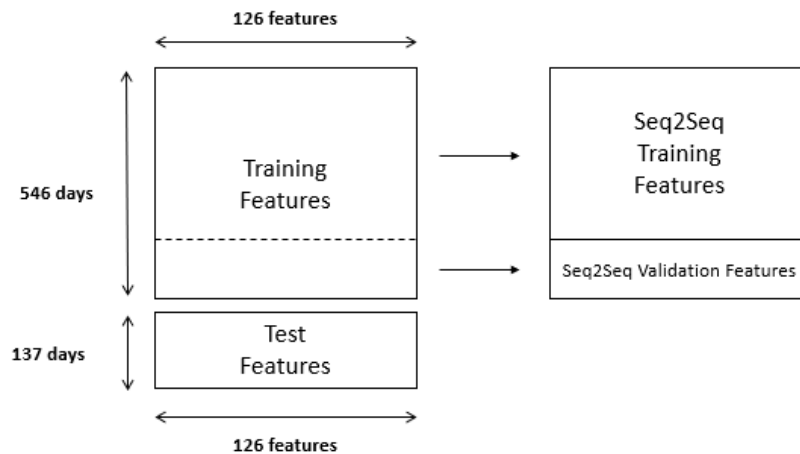 126 features
546 days
Training
Features
Seq2Seq
Training
Features
Seq2Seq Validation Features
137 days
Test
Features
126 features